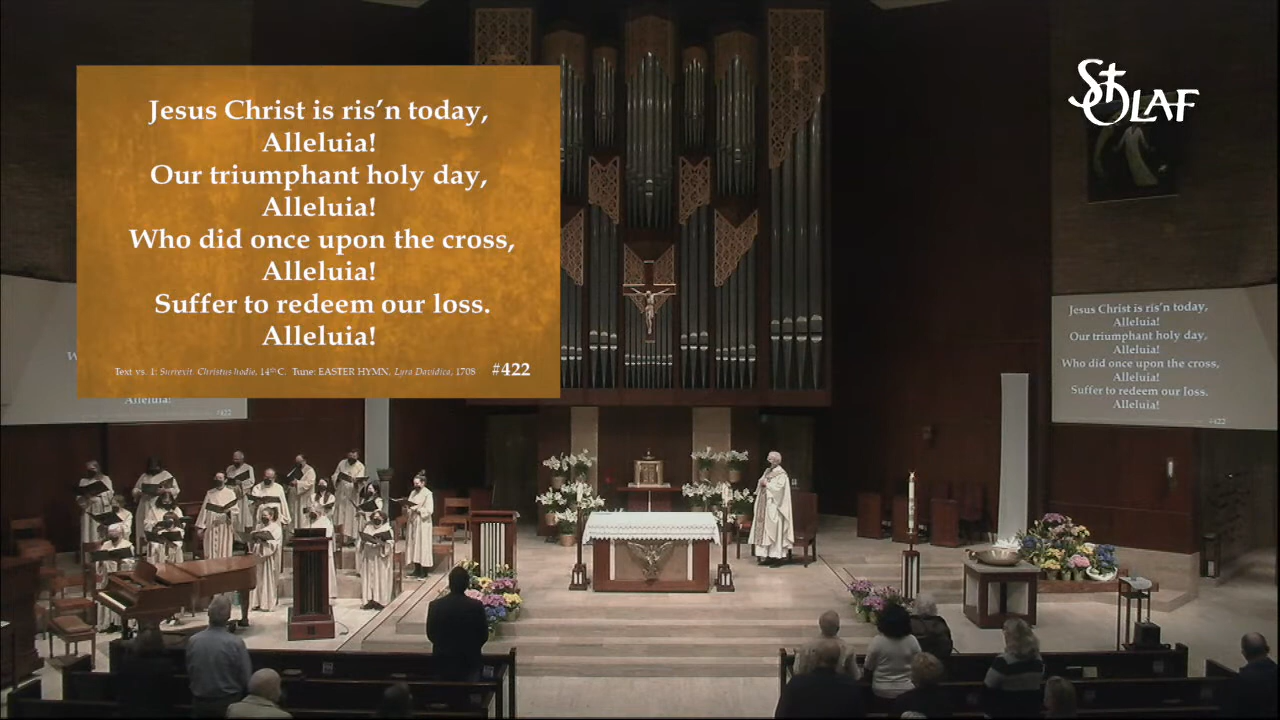 Jesus Christ is ris'n today,
Alleluia!
Our triumphant holy day,
Alleluia!
Who did once upon the cross,
Alleluia!
Suffer to redeem our loss.
Alleluia!
Text vs. 1: Surrexit Christus hodie, 14th C. Tune: EASTER HYMN, Lyra Davidica, 1708 #422
St OLAF
Jesus Christ is ris'n today,
Alleluia!
Our triumphant holy day,
Alleluia!
Who did once upon the cross,
Alleluia!
Suffer to redeem our loss.
Alleluia!
#422
W
Alleluia!
#422